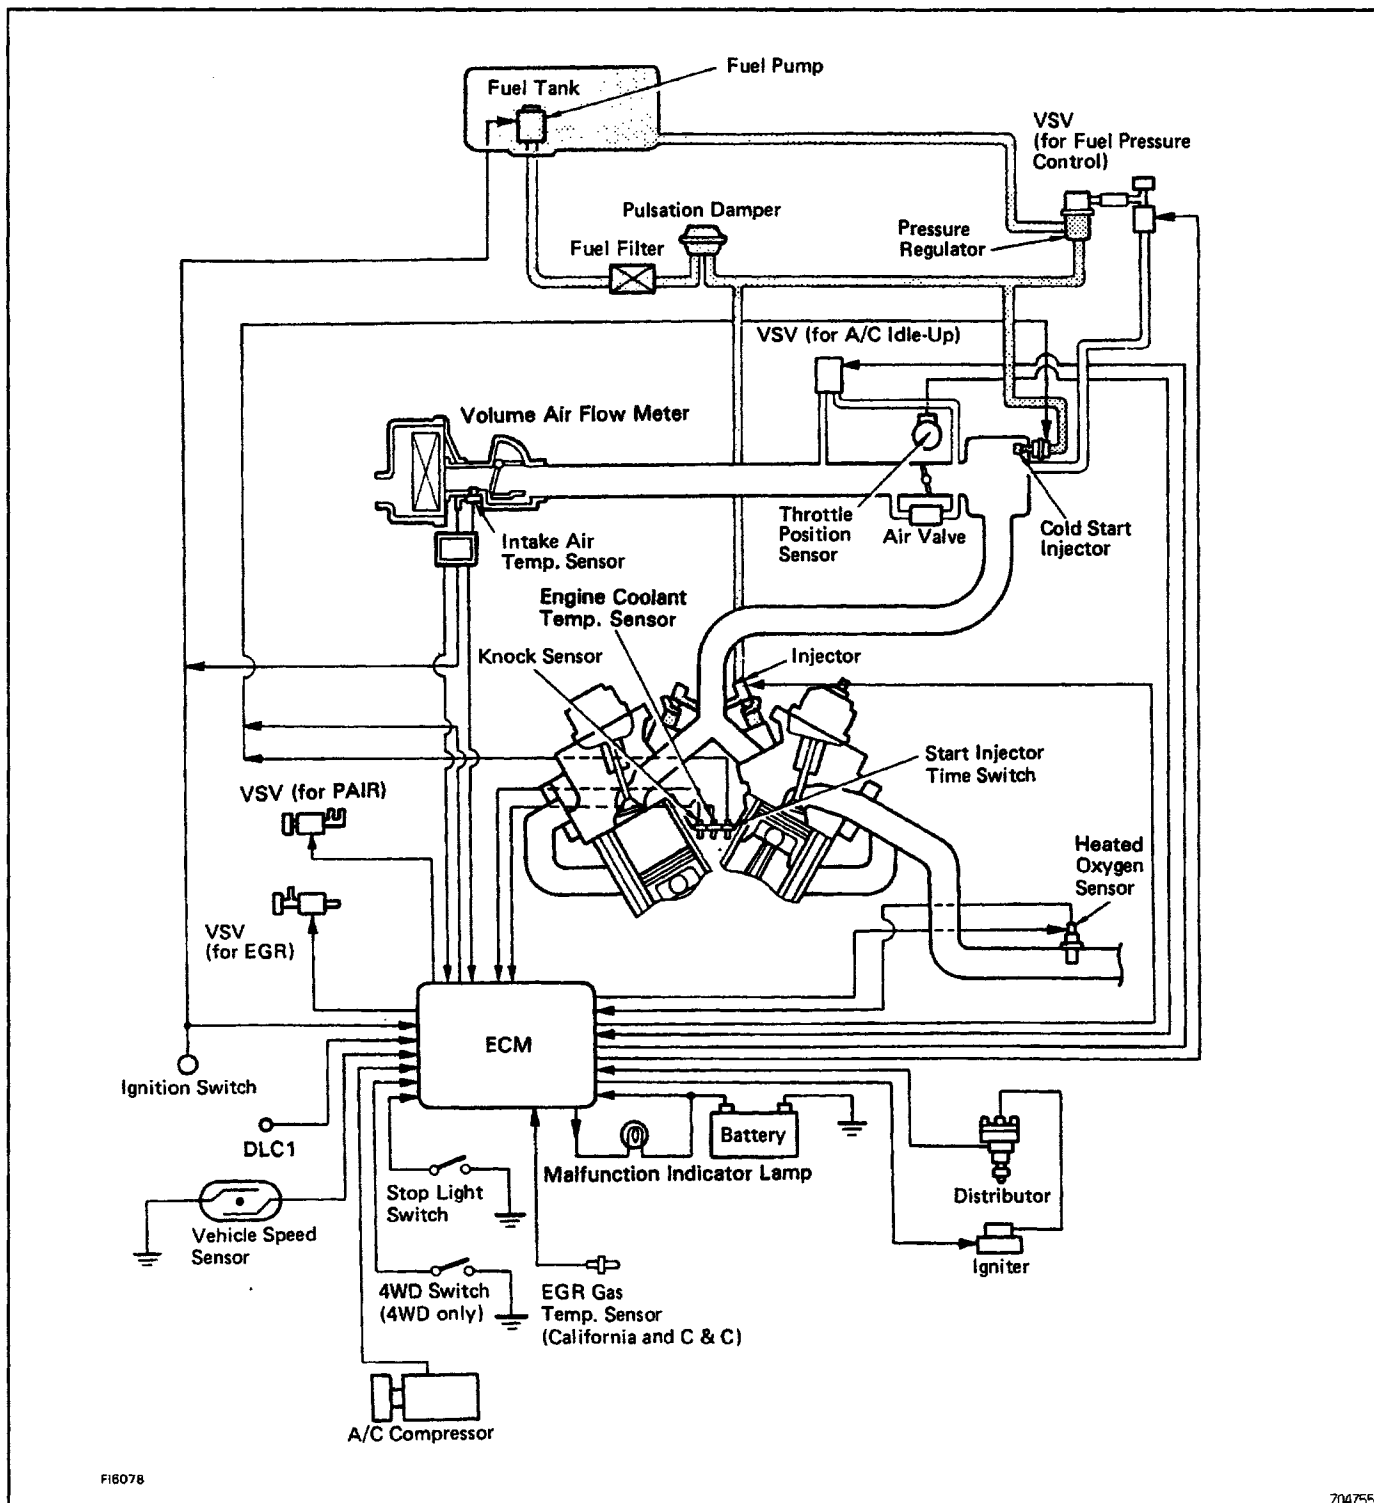 Fuel Pump
Fuel Tank
VSV
(for Fuel Pressure
Control)
Pulsation Damper
Fuel Filter
Pressure
Regulator
VSV (for A/C Idle-Up)
Volume Air Flow Meter
Intake Air
Temp. Sensor
Throttle
Position
Sensor
Air Valve
Cold Start
Injector
Engine Coolant
Temp. Sensor
Knock Sensor
Injector
Start Injector
Time Switch
VSV (for PAIR)
Heated
Oxygen
Sensor
VSV
(for EGR)
ECM
Ignition Switch
DLC1
Battery
Malfunction Indicator Lamp
Stop Light
Switch
Distributor
Vehicle Speed
Sensor
Igniter
4WD Switch
(4WD only)
EGR Gas
Temp. Sensor
(California and C & C)
A/C Compressor
FI6078
704755